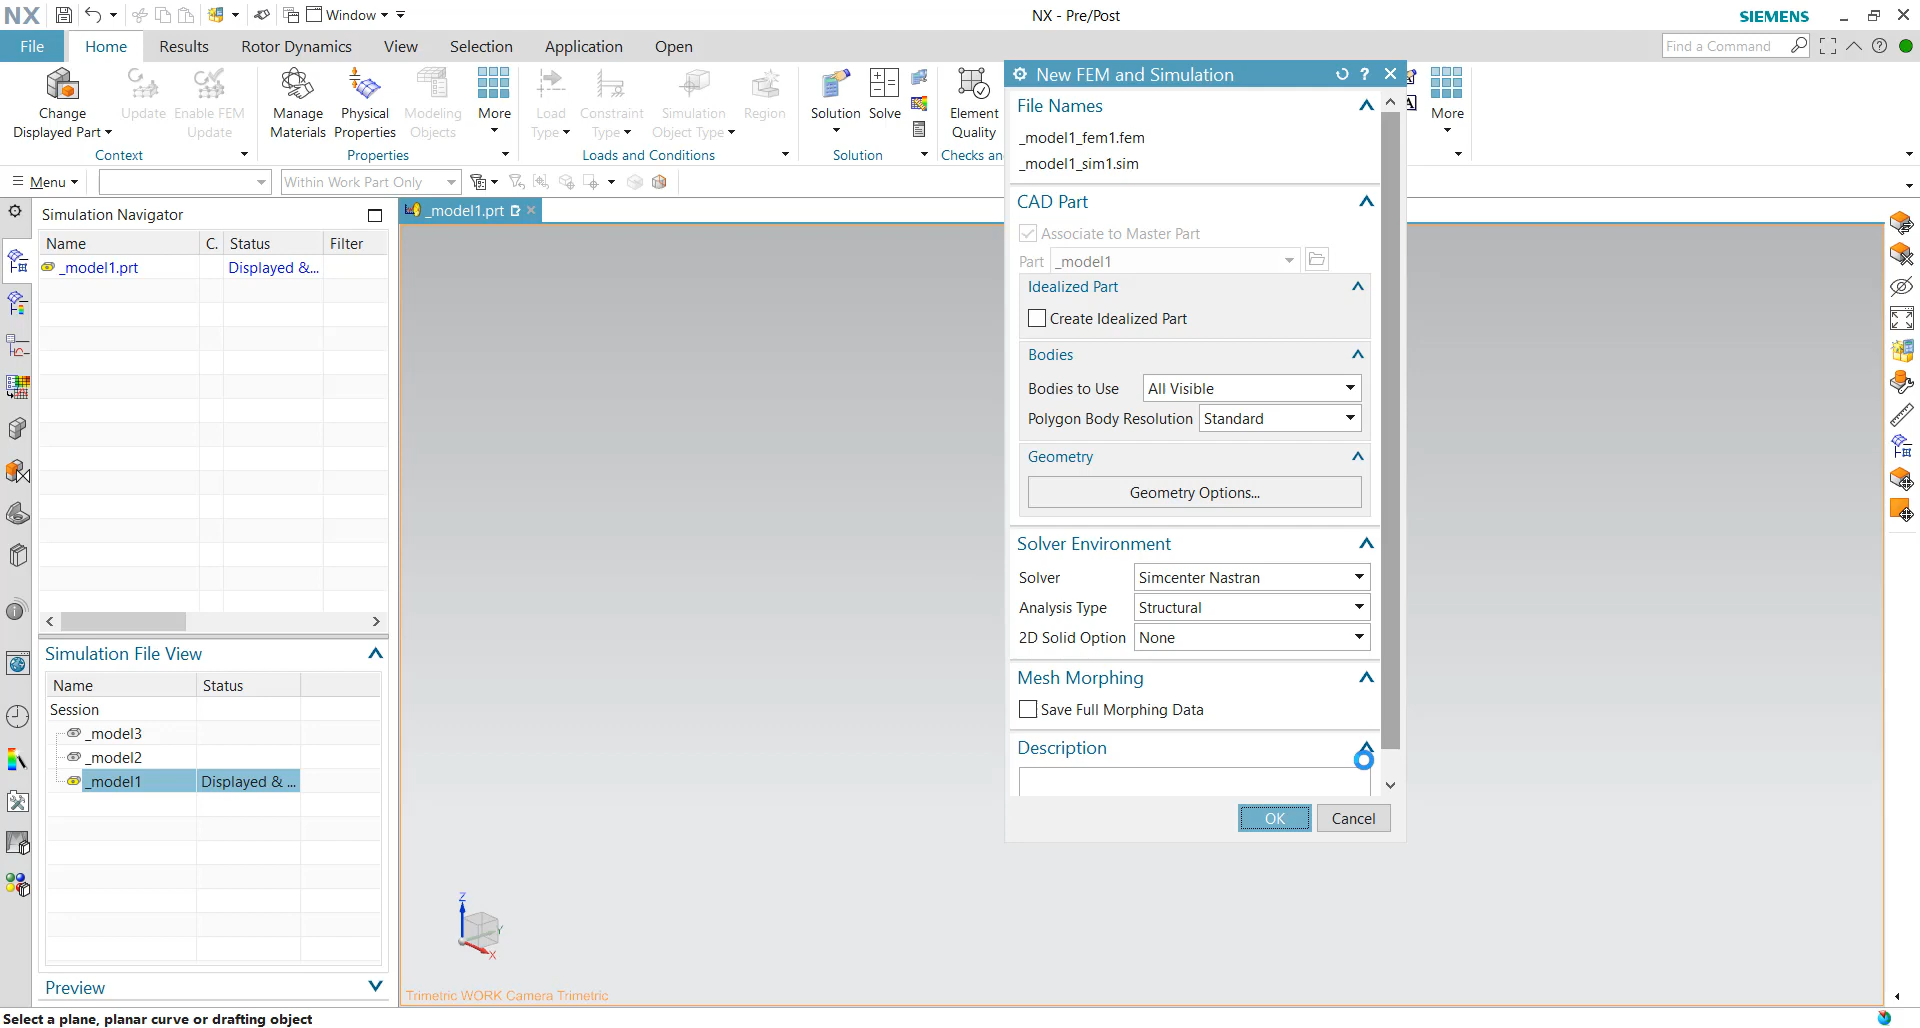 NX
Window
NX - Pre/Post
SIEMENS
File
Home
Results
Rotor Dynamics
View
Selection
Application
Open
Find a Command
Change
Displayed Part
Update
Enable FEM
Update
Context
Manage
Materials
Physical
Properties
Modeling
Objects
More
Properties
Load
Type
Constraint
Type
Simulation
Object Type
Region
Loads and Conditions
Solution
Solve
Solution
Element
Quality
Checks an
More
Menu
Within Work Part Only
Simulation Navigator
Name
C.
Status
Filter
_model1.prt
Displayed &...
Simulation File View
Name
Status
Session
_model3
_model2
_model1
Displayed & ...
Preview
_model1.prt
New FEM and Simulation
File Names
_model1_fem1.fem
_model1_sim1.sim
CAD Part
Associate to Master Part
Part
_model1
Idealized Part
Create Idealized Part
Bodies
Bodies to Use
All Visible
Polygon Body Resolution
Standard
Geometry
Geometry Options...
Solver Environment
Solver
Simcenter Nastran
Analysis Type
Structural
2D Solid Option
None
Mesh Morphing
Save Full Morphing Data
Description
OK
Cancel
Z
Y
X
Trimetric WORK Camera Trimetric
Select a plane, planar curve or drafting object